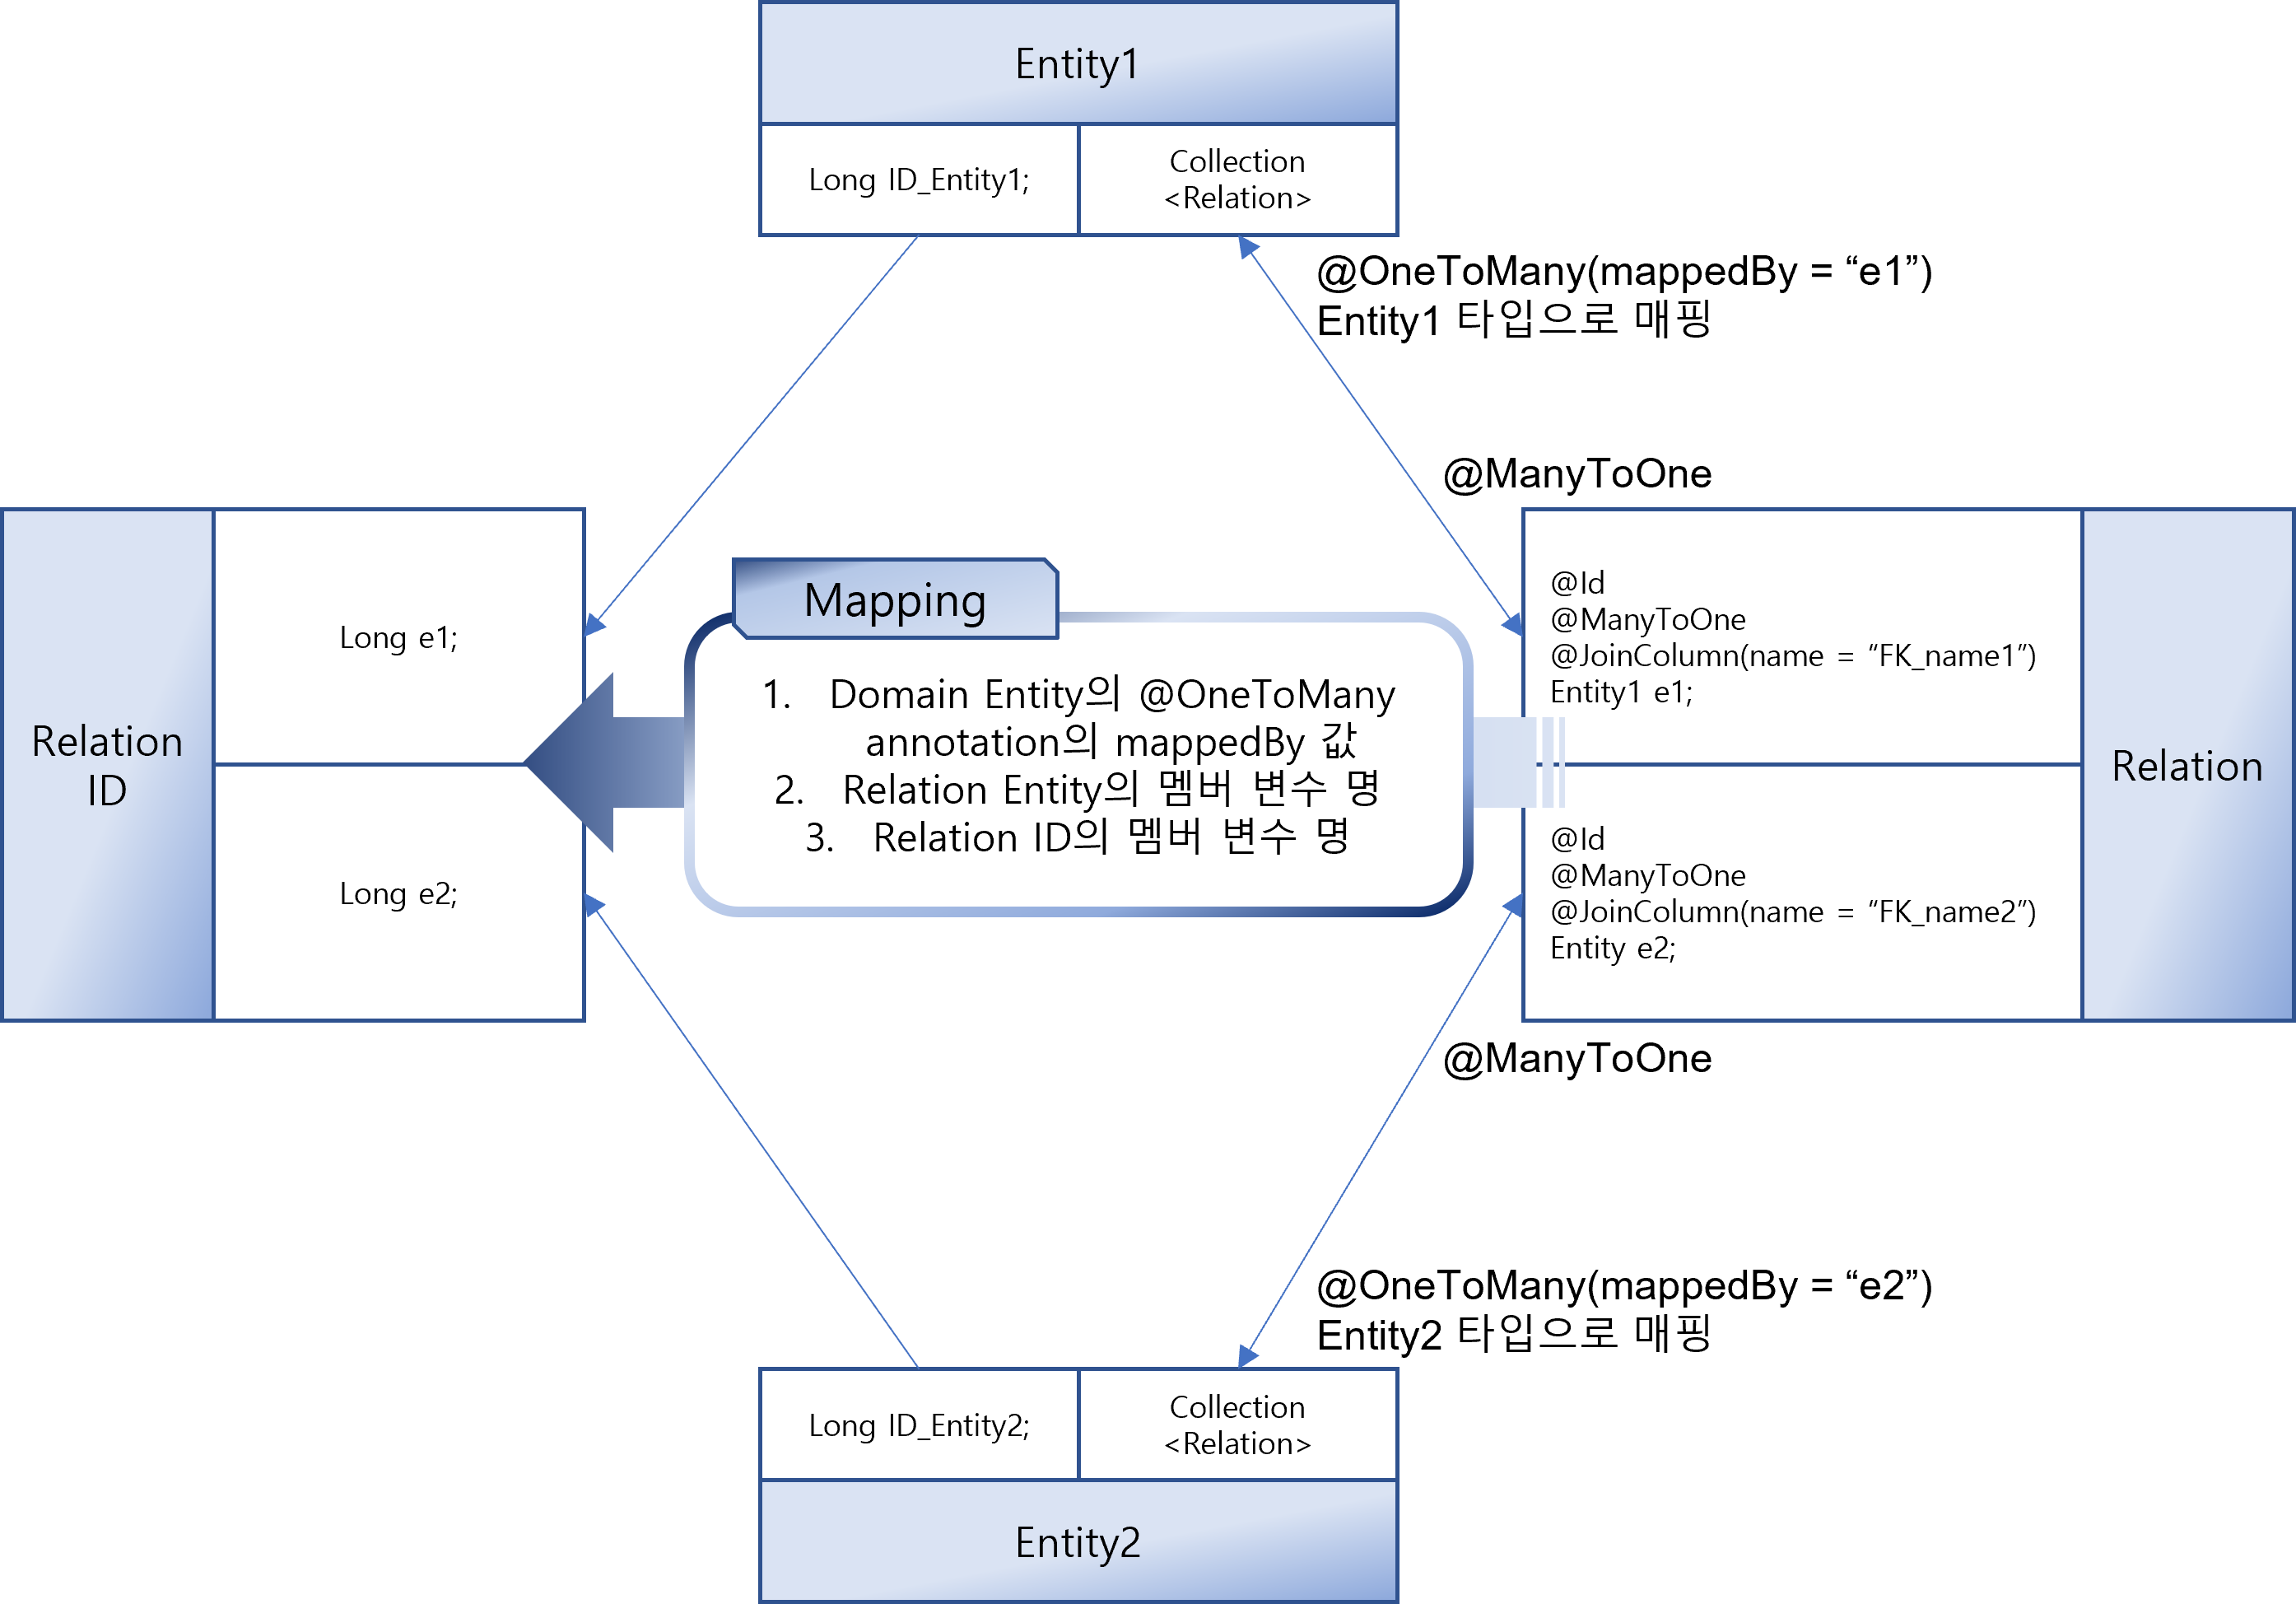 Entity1
Long ID_Entity1;
Collection
<Relation>
@OneToMany(mappedBy = “e1”)
Entity1 타입으로 매핑
@ManyToOne
Relation
ID
Long e1;
Long e2;
Mapping
1. Domain Entity의 @OneToMany
annotation의 mappedBy 값
2. Relation Entity의 멤버 변수 명
3. Relation ID의 멤버 변수 명
@Id
@ManyToOne
@JoinColumn(name = “FK_name1”)
Entity1 e1;
@Id
@ManyToOne
@JoinColumn(name = “FK_name2”)
Entity e2;
Relation
@ManyToOne
@OneToMany(mappedBy = “e2”)
Entity2 타입으로 매핑
Long ID_Entity2;
Collection
<Relation>
Entity2